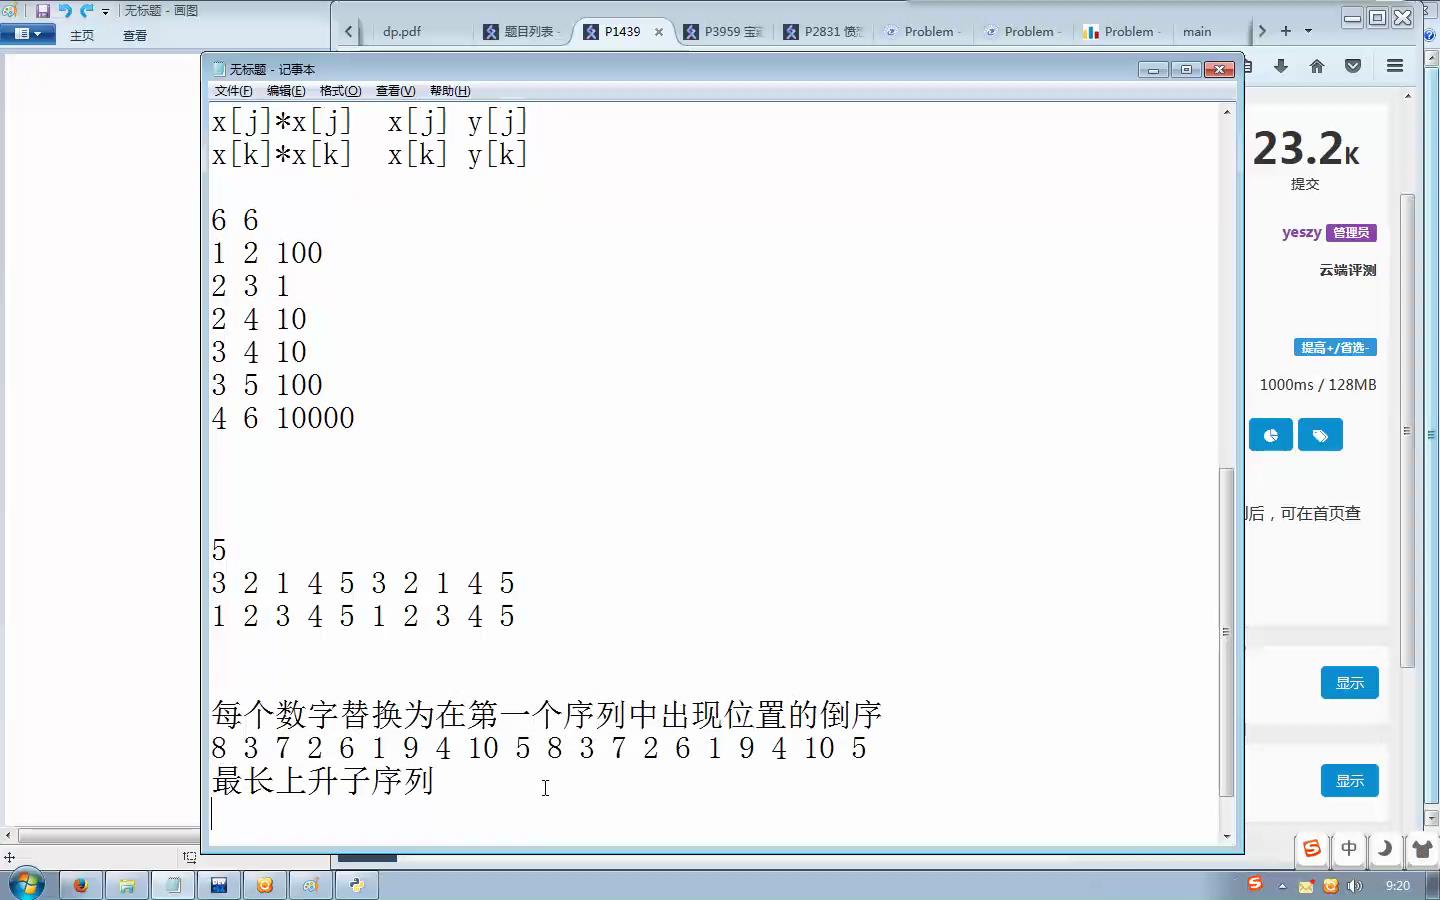 无标题 - 画图
主页 查看
dp.pdf
题目列表
P1439
P3959 宝
P2831 愤
Problem
Problem
Problem
main
无标题 - 记事本
文件(F) 编辑(E) 格式(O) 查看(V) 帮助(H)
x[j]*x[j] x[j] y[j]
x[k]*x[k] x[k] y[k]
6 6
1 2 100
2 3 1
2 4 10
3 4 10
3 5 100
4 6 10000
5
3 2 1 4 5 3 2 1 4 5
1 2 3 4 5 1 2 3 4 5
每个数字替换为在第一个序列中出现位置的倒序
8 3 7 2 6 1 9 4 10 5 8 3 7 2 6 1 9 4 10 5
最长上升子序列
23.2K
提交
yeszy 管理员
云端评测
提高+/省选-
1000ms / 128MB
后，可在首页查
显示
显示
中
9:20